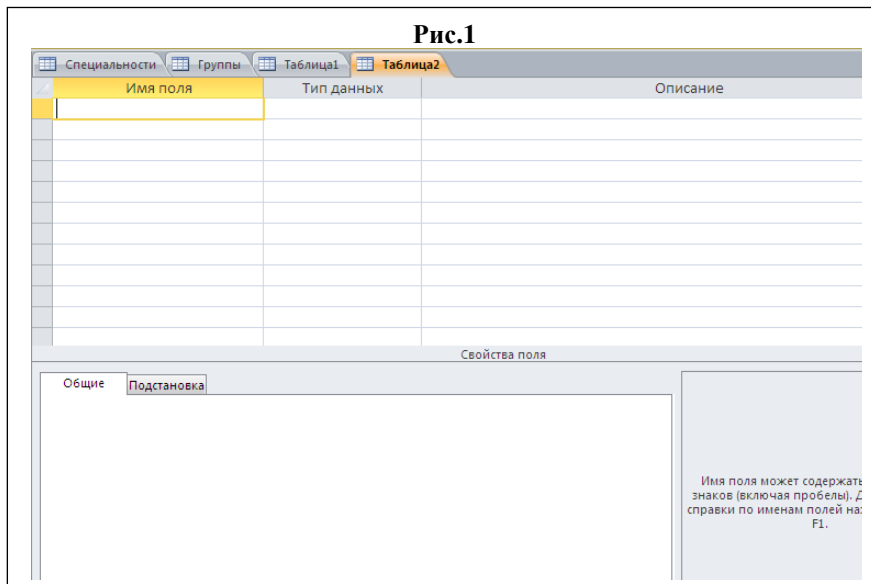 Рис.1
Специальности Группы Таблица1 Таблица2
Имя поля Тип данных Описание
Свойства поля
Общие Подстановка
Имя поля может содержать
знаков (включая пробелы).
справки по именам полей
F1.